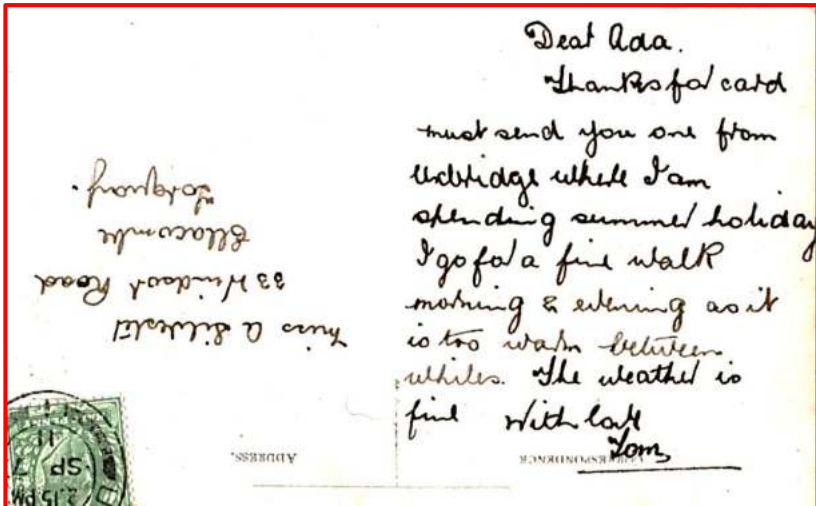 Dear Ada.
Thanks for card
must send you one from
Uxbridge where I am
spending summer holiday
I go for a fine walk
morning & evening as it
is too warm between
whiles. The weather is
fine With love
Tom
CORRESPONDENCE
ADDRESS.
Miss A Silvester
33 Windsor Road
Ellacombe
Torquay.
2.15 PM
SP 7
11